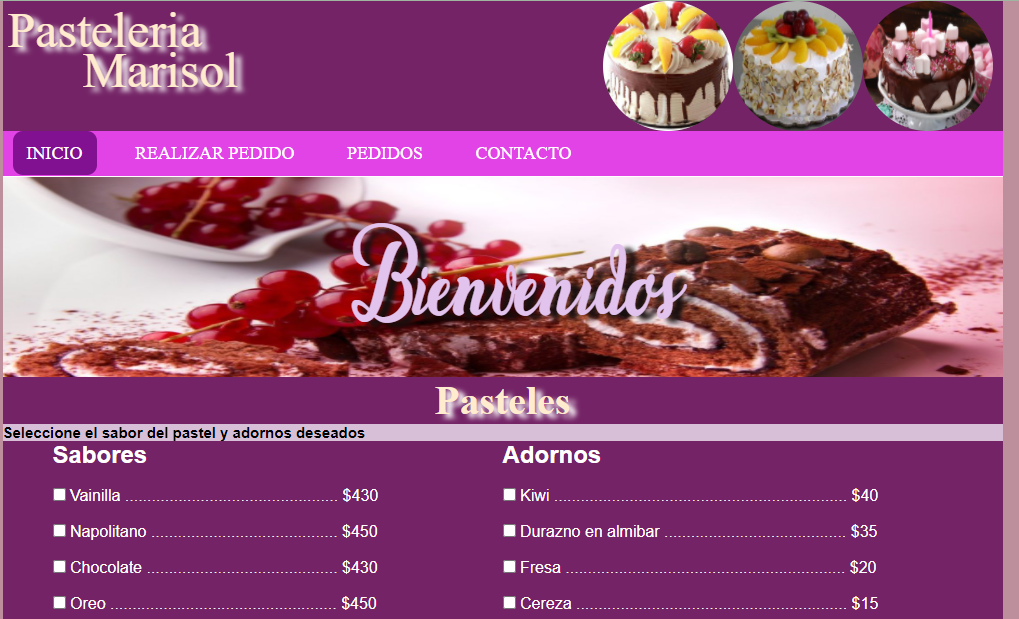 Pasteleria
Marisol
INICIO REALIZAR PEDIDO PEDIDOS CONTACTO
Bienvenidos
Pasteles
Seleccione el sabor del pastel y adornos deseados
Sabores Adornos
Vainilla ............................................... $430 Kiwi ................................................................. $40
Napolitano ......................................... $450 Durazno en almibar ........................................ $35
Chocolate .......................................... $430 Fresa .............................................................. $20
Oreo .................................................. $450 Cereza ............................................................ $15